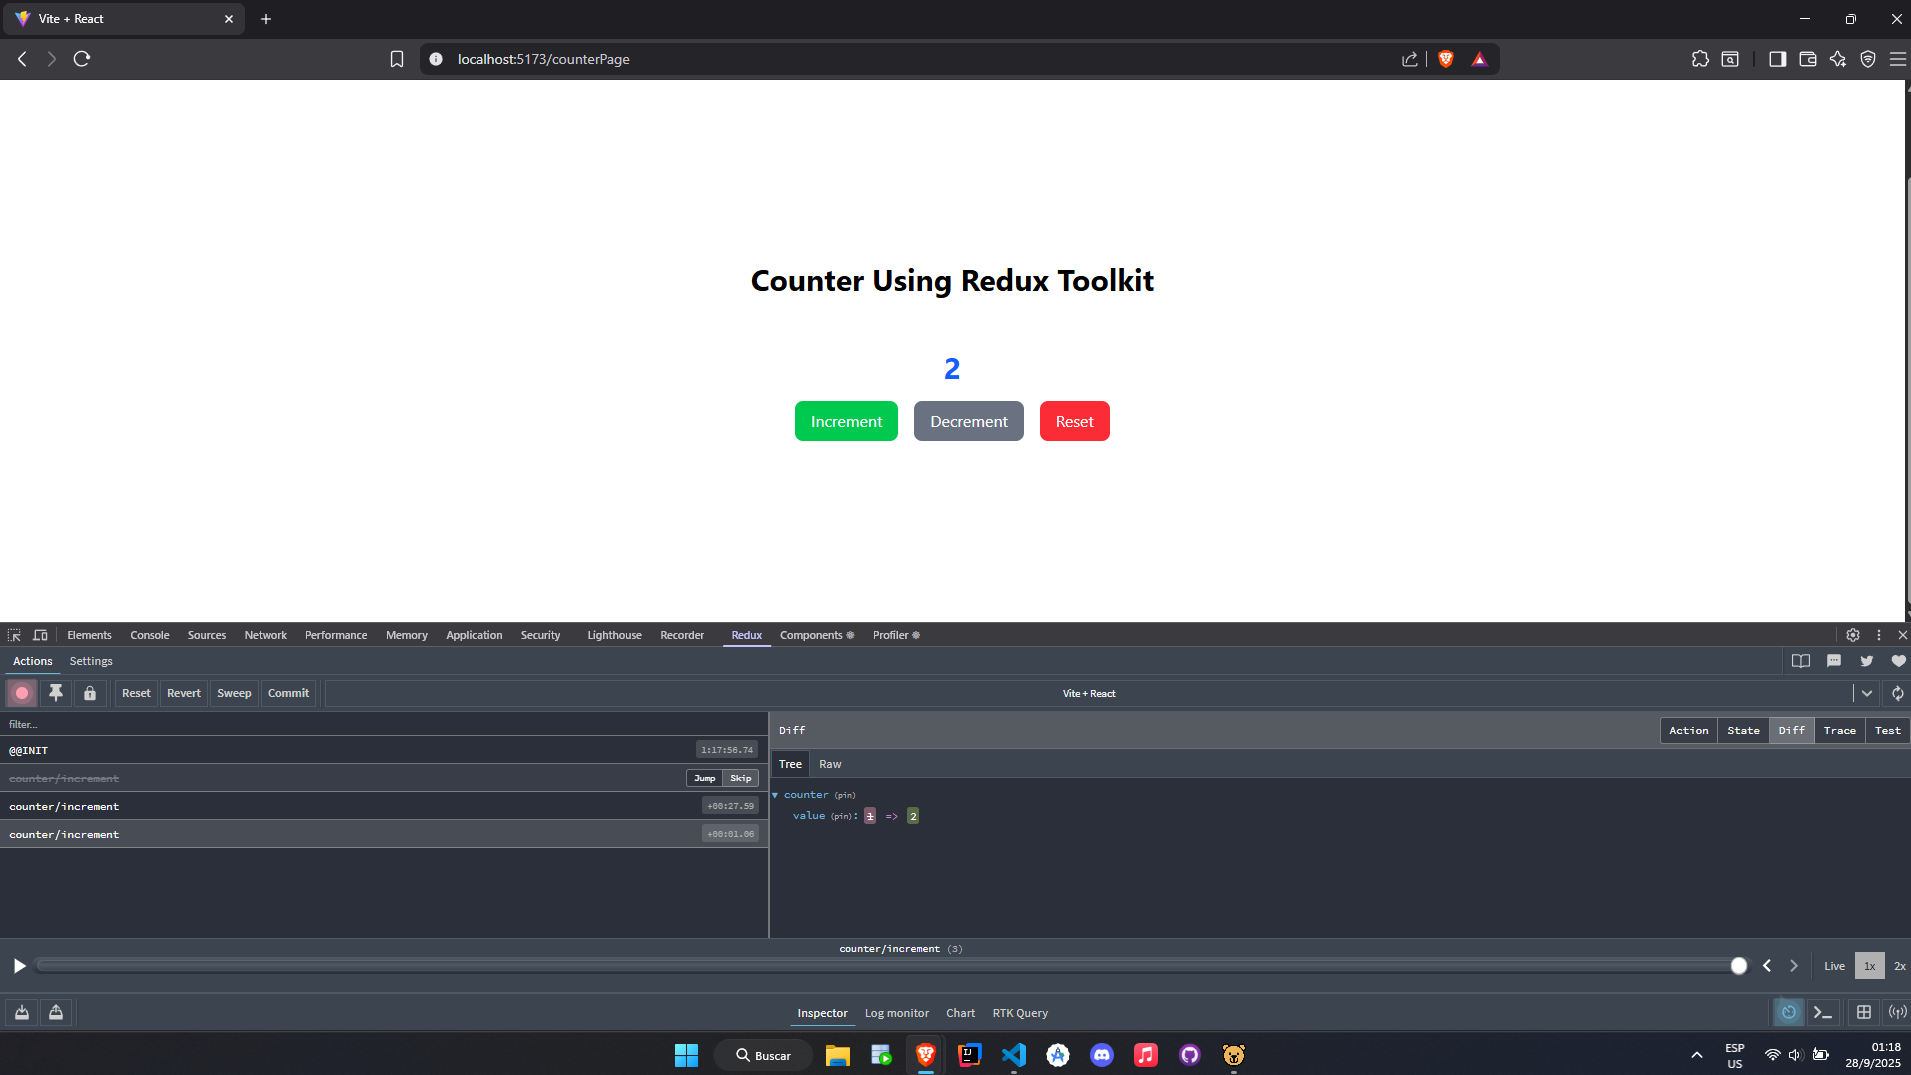 Vite + React
localhost:5173/counterPage
Counter Using Redux Toolkit
2
Increment Decrement Reset
Elements Console Sources Network Performance Memory Application Security Lighthouse Recorder Redux Components Profiler
Actions Settings
Reset Revert Sweep Commit Vite + React
filter...
Diff Action State Diff Trace Test
@@INIT 1:17:56.74
Tree Raw
counter/increment Jump Skip
counter (pin)
counter/increment +00:27.59
value (pin): 1 => 2
counter/increment +00:01.06
counter/increment (3)
Live 1x 2x
Inspector Log monitor Chart RTK Query
Buscar
ESP
US
01:18
28/9/2025